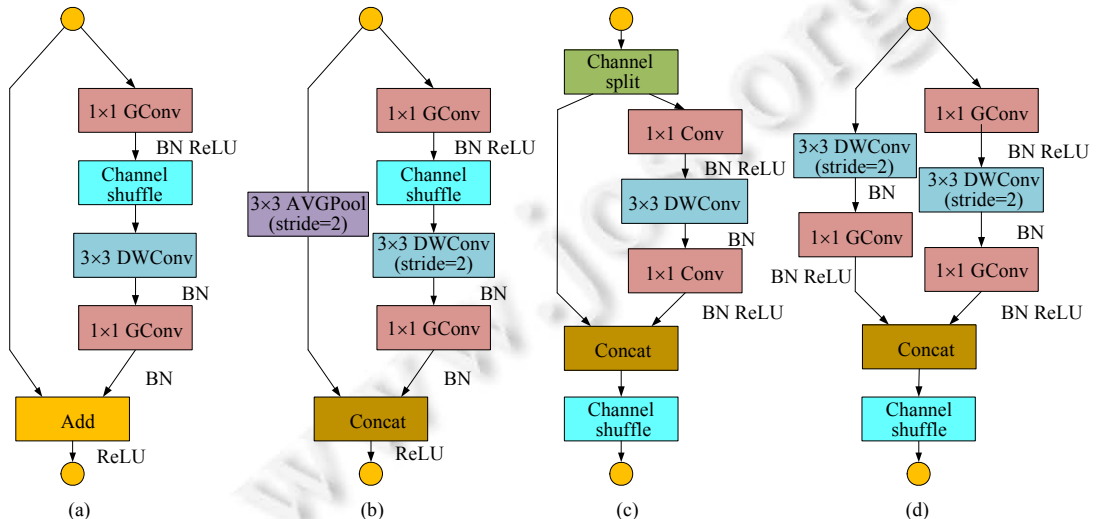 1×1 GConv
BN ReLU
Channel
shuffle
3×3 DWConv
BN
1×1 GConv
BN
Add
ReLU
(a)
1×1 GConv
BN ReLU
Channel
shuffle
3×3 AVGPool
(stride=2)
3×3 DWConv
(stride=2)
BN
1×1 GConv
BN
Concat
ReLU
(b)
Channel
split
1×1 Conv
BN ReLU
3×3 DWConv
BN
1×1 Conv
BN ReLU
Concat
Channel
shuffle
(c)
1×1 GConv
BN ReLU
3×3 DWConv
(stride=2)
BN
3×3 DWConv
(stride=2)
BN
1×1 GConv
BN ReLU
1×1 GConv
BN ReLU
Concat
Channel
shuffle
(d)